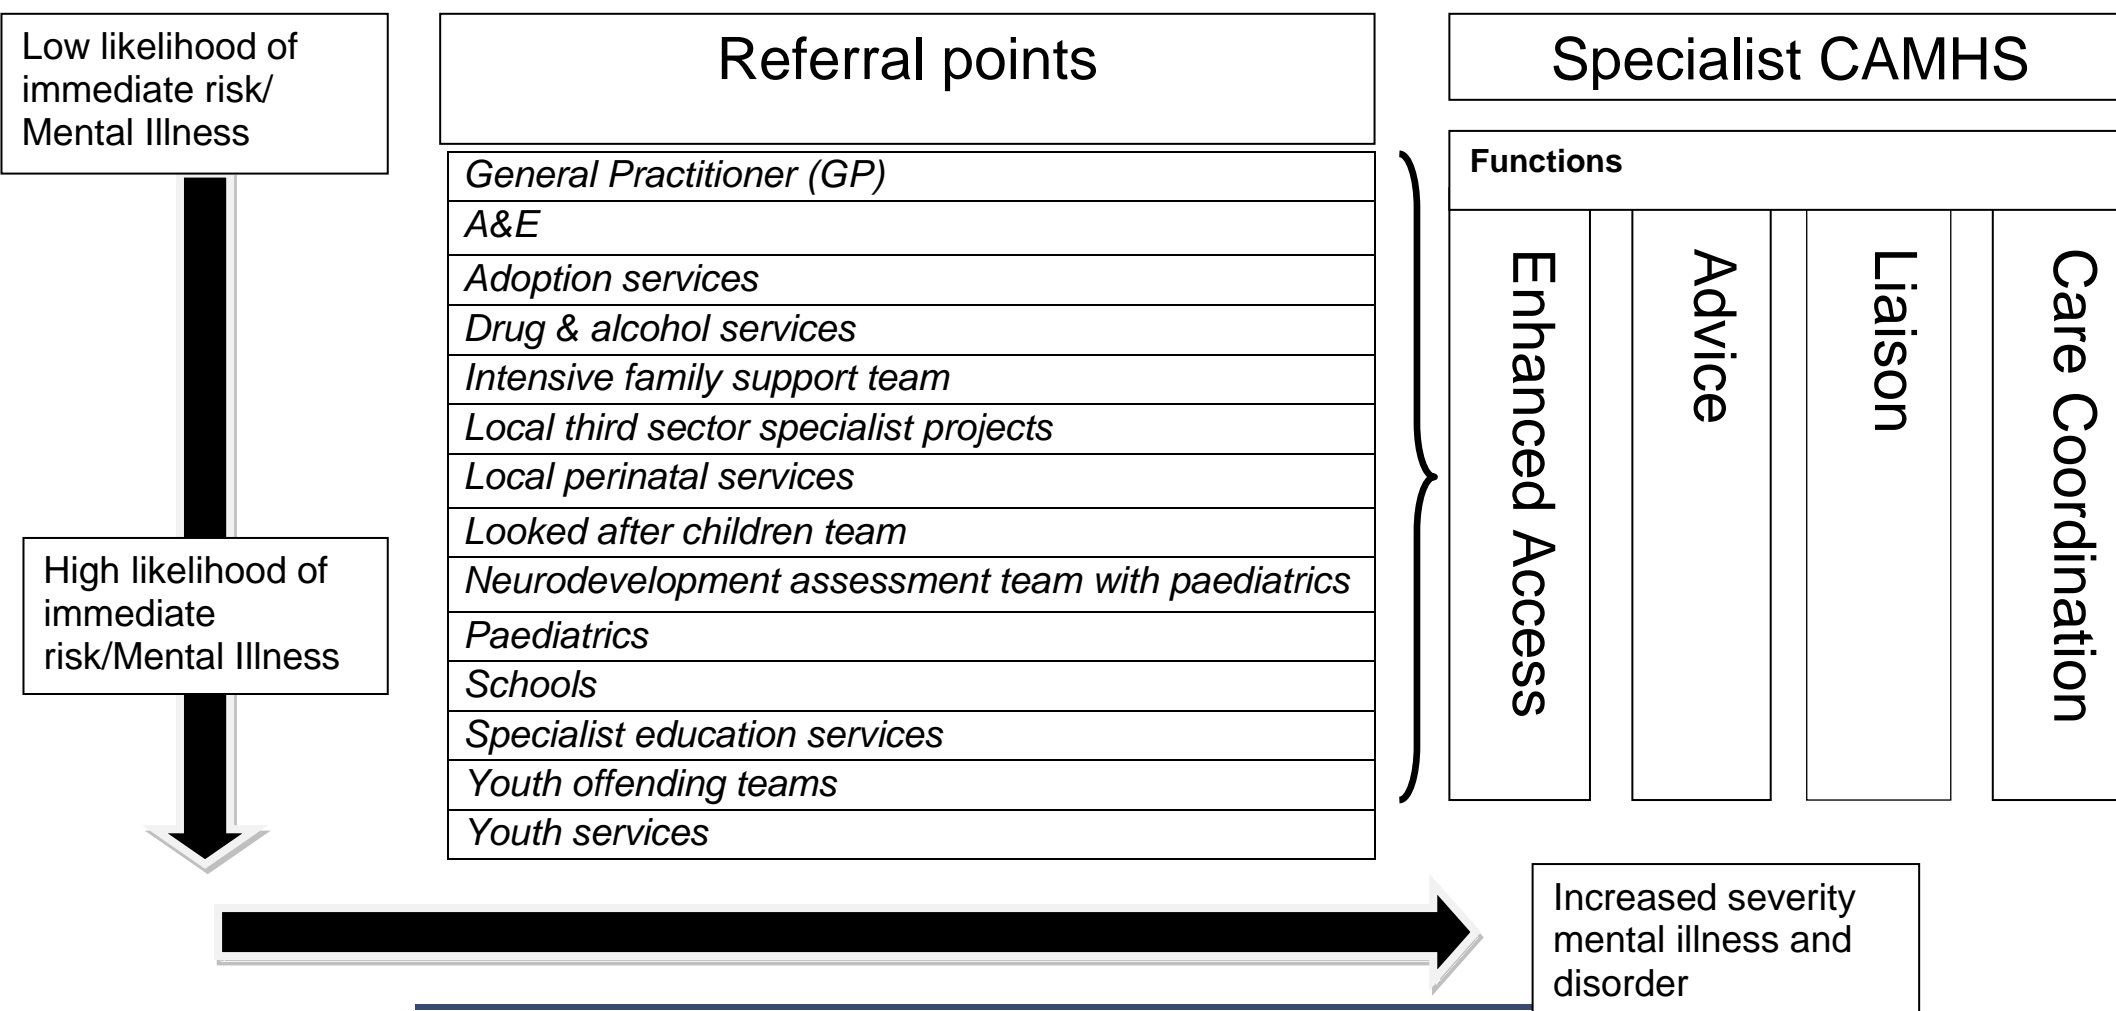 Low likelihood of
immediate risk/
Mental Illness
High likelihood of
immediate
risk/Mental Illness
Referral points
General Practitioner (GP)
A&E
Adoption services
Drug & alcohol services
Intensive family support team
Local third sector specialist projects
Local perinatal services
Looked after children team
Neurodevelopment assessment team with paediatrics
Paediatrics
Schools
Specialist education services
Youth offending teams
Youth services
Specialist CAMHS
Functions
Enhanced Access
Advice
Liaison
Care Coordination
Increased severity
mental illness and
disorder